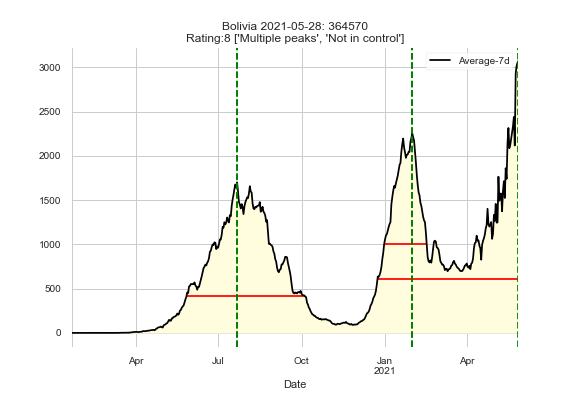 Bolivia 2021-05-28: 364570
Rating:8 ['Multiple peaks', 'Not in control']
Average-7d
3000
2500
2000
1500
1000
500
0
Apr
Jul
Oct
Jan
2021
Apr
Date